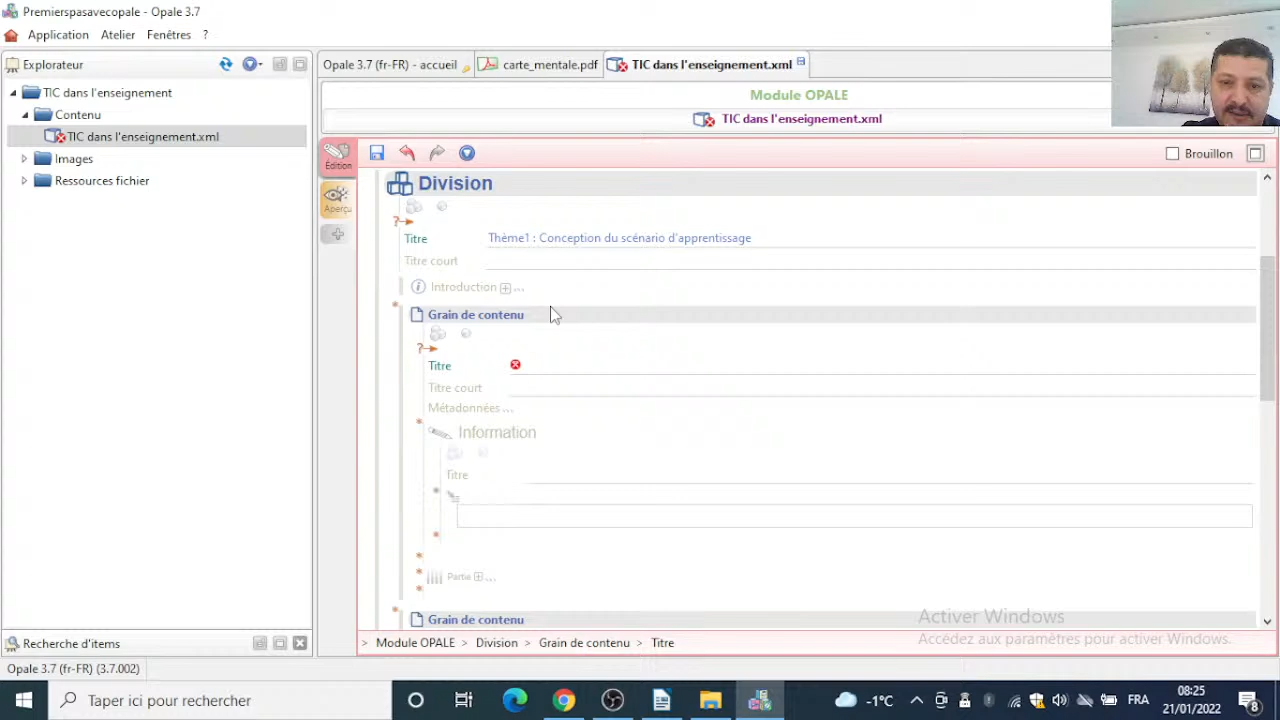 Premierspasavecopale - Opale 3.7
Application Atelier Fenêtres ?
Explorateur
Opale 3.7 (fr-FR) - accueil
carte_mentale.pdf
TIC dans l'enseignement.xml
TIC dans l'enseignement
Contenu
TIC dans l'enseignement.xml
Images
Ressources fichier
Module OPALE
TIC dans l'enseignement.xml
Édition
Aperçu
Brouillon
Division
Titre Thème1 : Conception du scénario d'apprentissage
Titre court
Introduction ...
Grain de contenu
Titre
Titre court
Métadonnées ...
Information
Titre
Partie ...
Grain de contenu
Activer Windows
Accédez aux paramètres pour activer Windows.
> Module OPALE > Division > Grain de contenu > Titre
Recherche d'items
Opale 3.7 (fr-FR) (3.7.002)
Taper ici pour rechercher
-1°C
FRA
08:25
21/01/2022
8